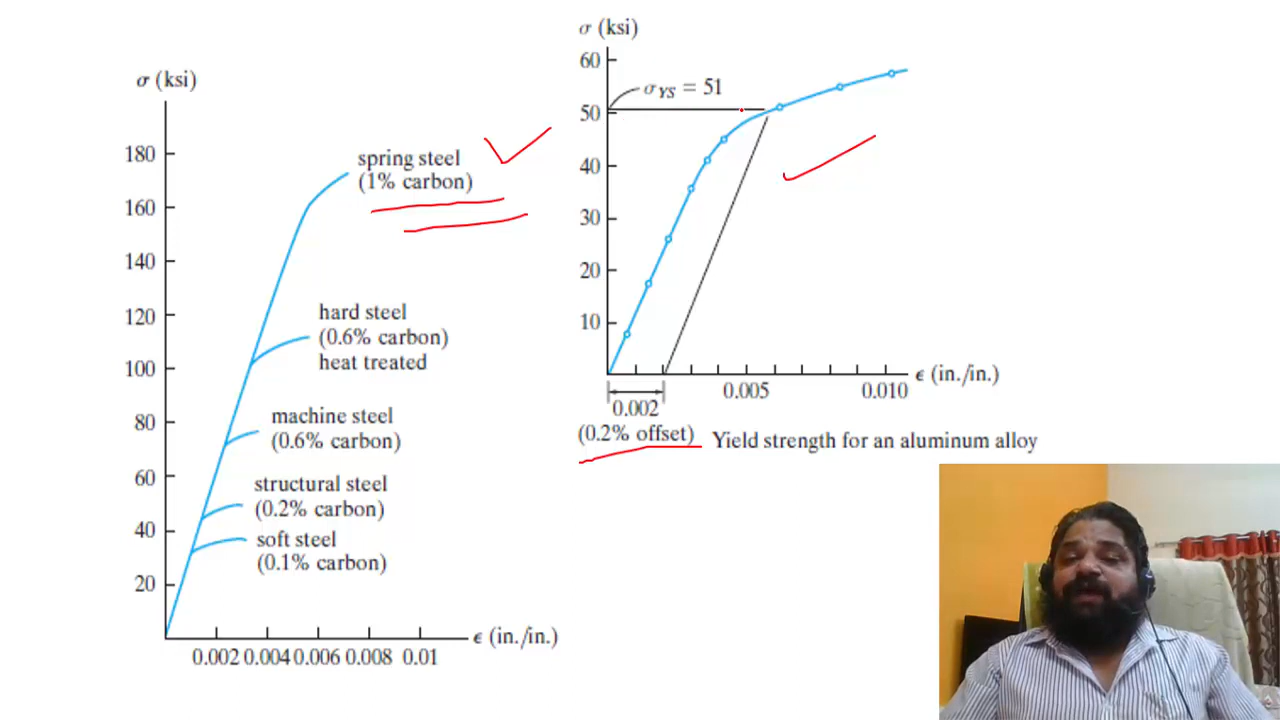 σ (ksi)
180
160
140
120
100
80
60
40
20
spring steel
(1% carbon)
hard steel
(0.6% carbon)
heat treated
machine steel
(0.6% carbon)
structural steel
(0.2% carbon)
soft steel
(0.1% carbon)
0.002 0.004 0.006 0.008 0.01
ϵ (in./in.)
σ (ksi)
60
50
40
30
20
10
σYS = 51
0.005
0.010
ϵ (in./in.)
0.002
(0.2% offset)
Yield strength for an aluminum alloy